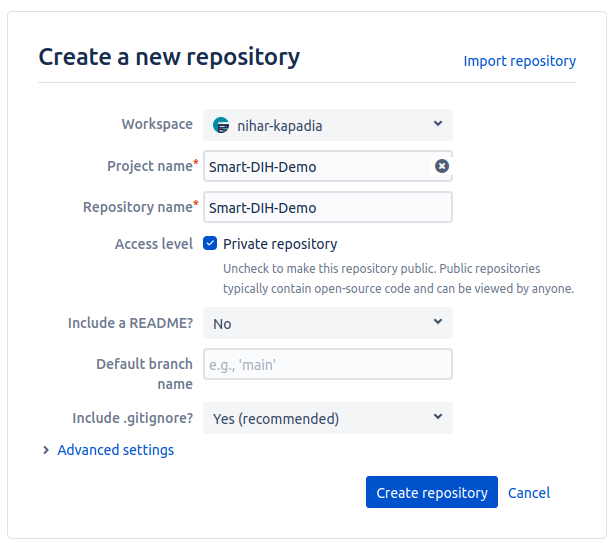 Create a new repository
Import repository
Workspace nihar-kapadia
Project name* Smart-DIH-Demo
Repository name* Smart-DIH-Demo
Access level Private repository
Uncheck to make this repository public. Public repositories
typically contain open-source code and can be viewed by anyone.
Include a README? No
Default branch
name
e.g., 'main'
Include .gitignore? Yes (recommended)
Advanced settings
Create repository Cancel